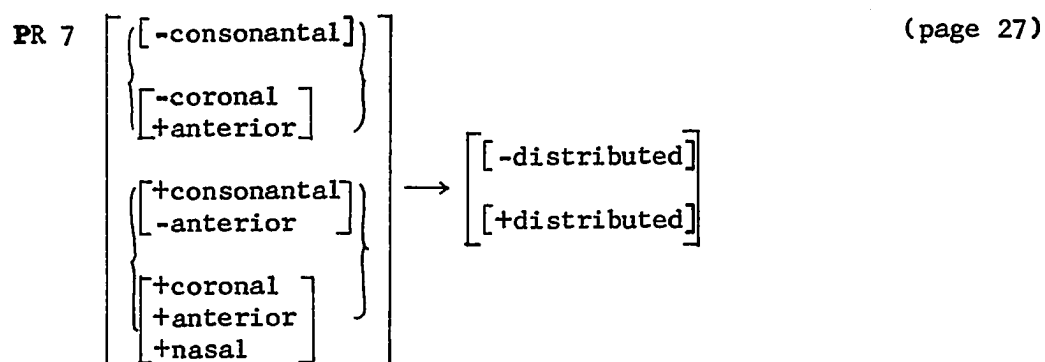 PR 7 [-consonantal] (page 27)
-coronal
+anterior
→ [-distributed]
+consonantal
-anterior
[+distributed]
+coronal
+anterior
+nasal